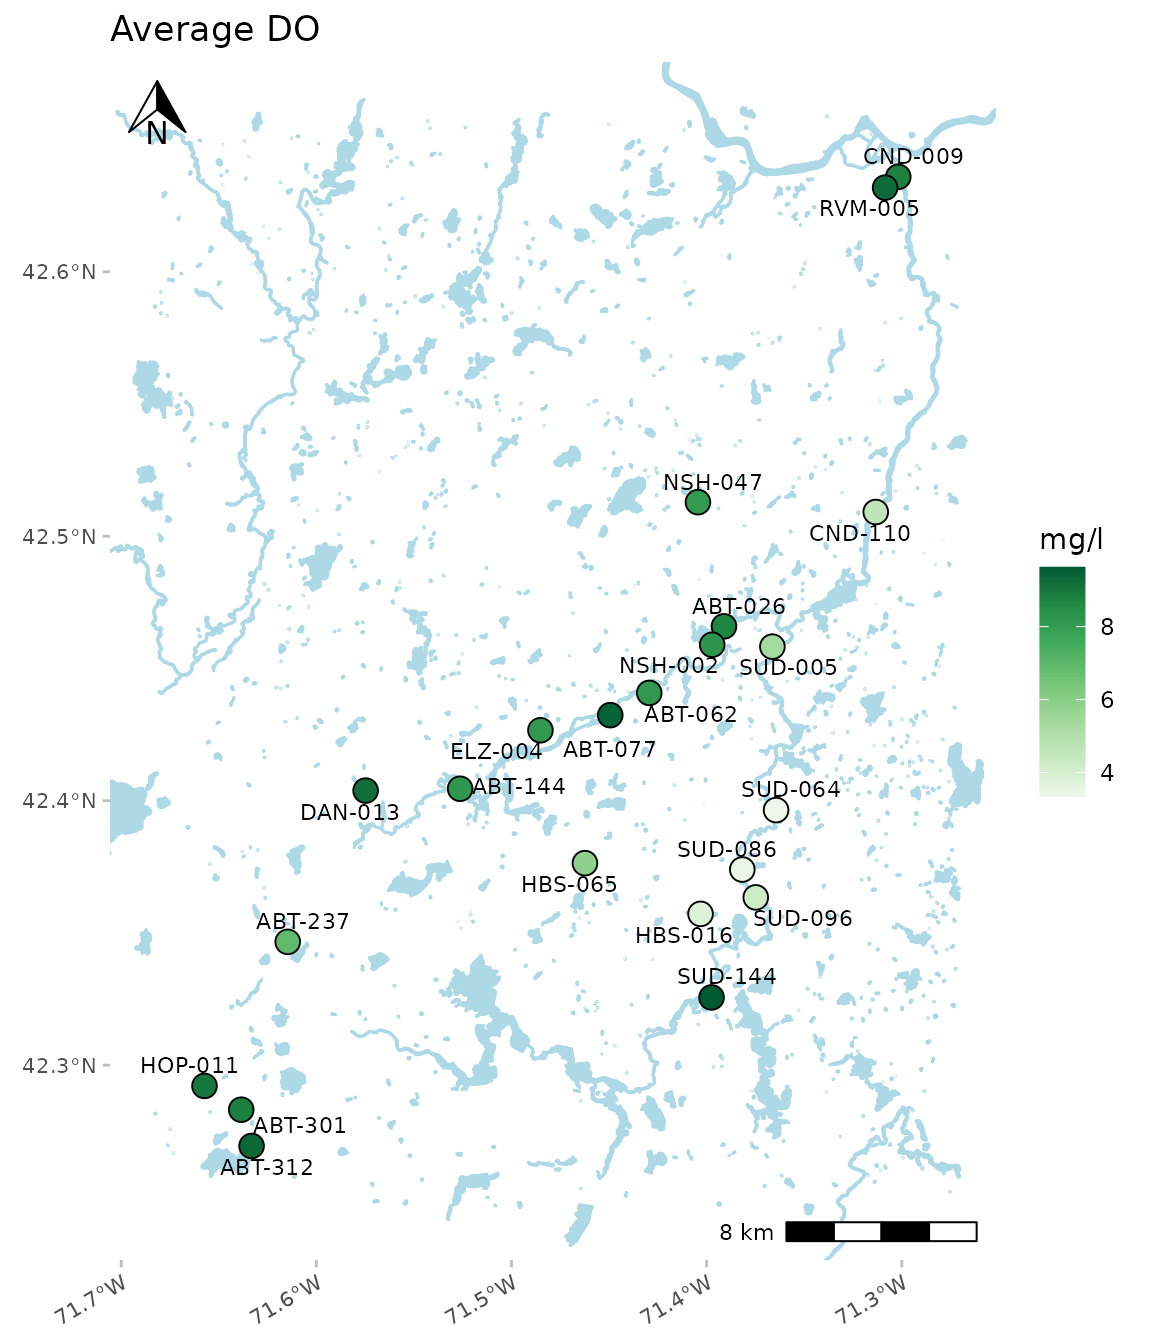 Average DO
N
CND-009
RVM-005
42.6°N
NSH-047
CND-110
42.5°N
mg/l
ABT-026
NSH-002
SUD-005
8
ABT-062
ABT-077
ELZ-004
6
ABT-144
SUD-064
42.4°N
DAN-013
4
SUD-086
HBS-065
SUD-096
ABT-237
HBS-016
SUD-144
HOP-011
42.3°N
ABT-301
ABT-312
8 km
71.7°W
71.6°W
71.5°W
71.4°W
71.3°W